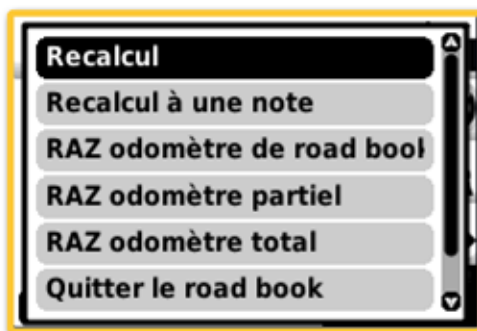 Recalcul
Recalcul à une note
RAZ odomètre de road book
RAZ odomètre partiel
RAZ odomètre total
Quitter le road book